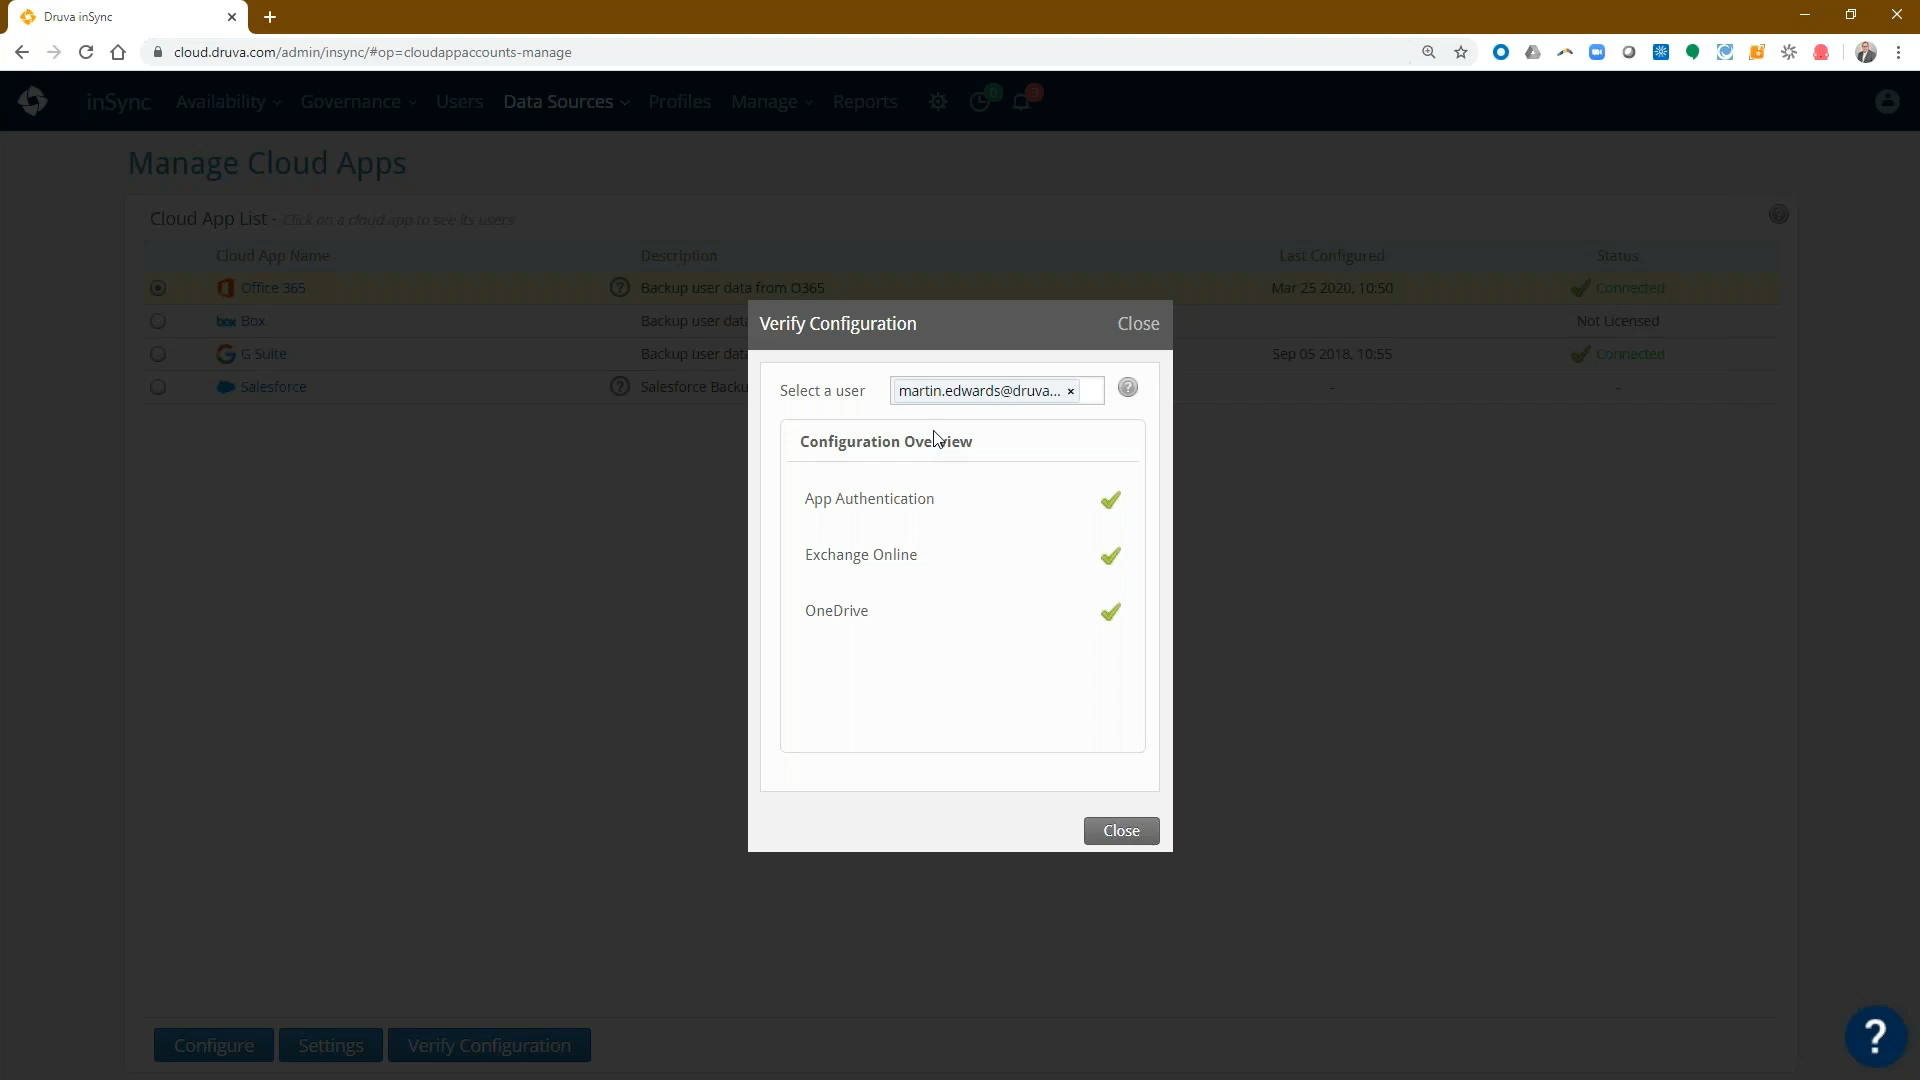 Druva inSync
cloud.druva.com/admin/insync/#op=cloudappaccounts-manage
inSync Availability Governance Users Data Sources Profiles Manage Reports 0 3
Manage Cloud Apps
Cloud App List - Click on a cloud app to see its users
Cloud App Name Description Last Configured Status
Office 365 ? Backup user data from O365 Mar 25 2020, 10:50 Connected
box Box Backup user data Not Licensed
G Suite Backup user data Sep 05 2018, 10:55 Connected
Salesforce ? Salesforce Backu - -
Verify Configuration Close
Select a user martin.edwards@druva... × ?
Configuration Overview
App Authentication
Exchange Online
OneDrive
Close
Configure Settings Verify Configuration
?